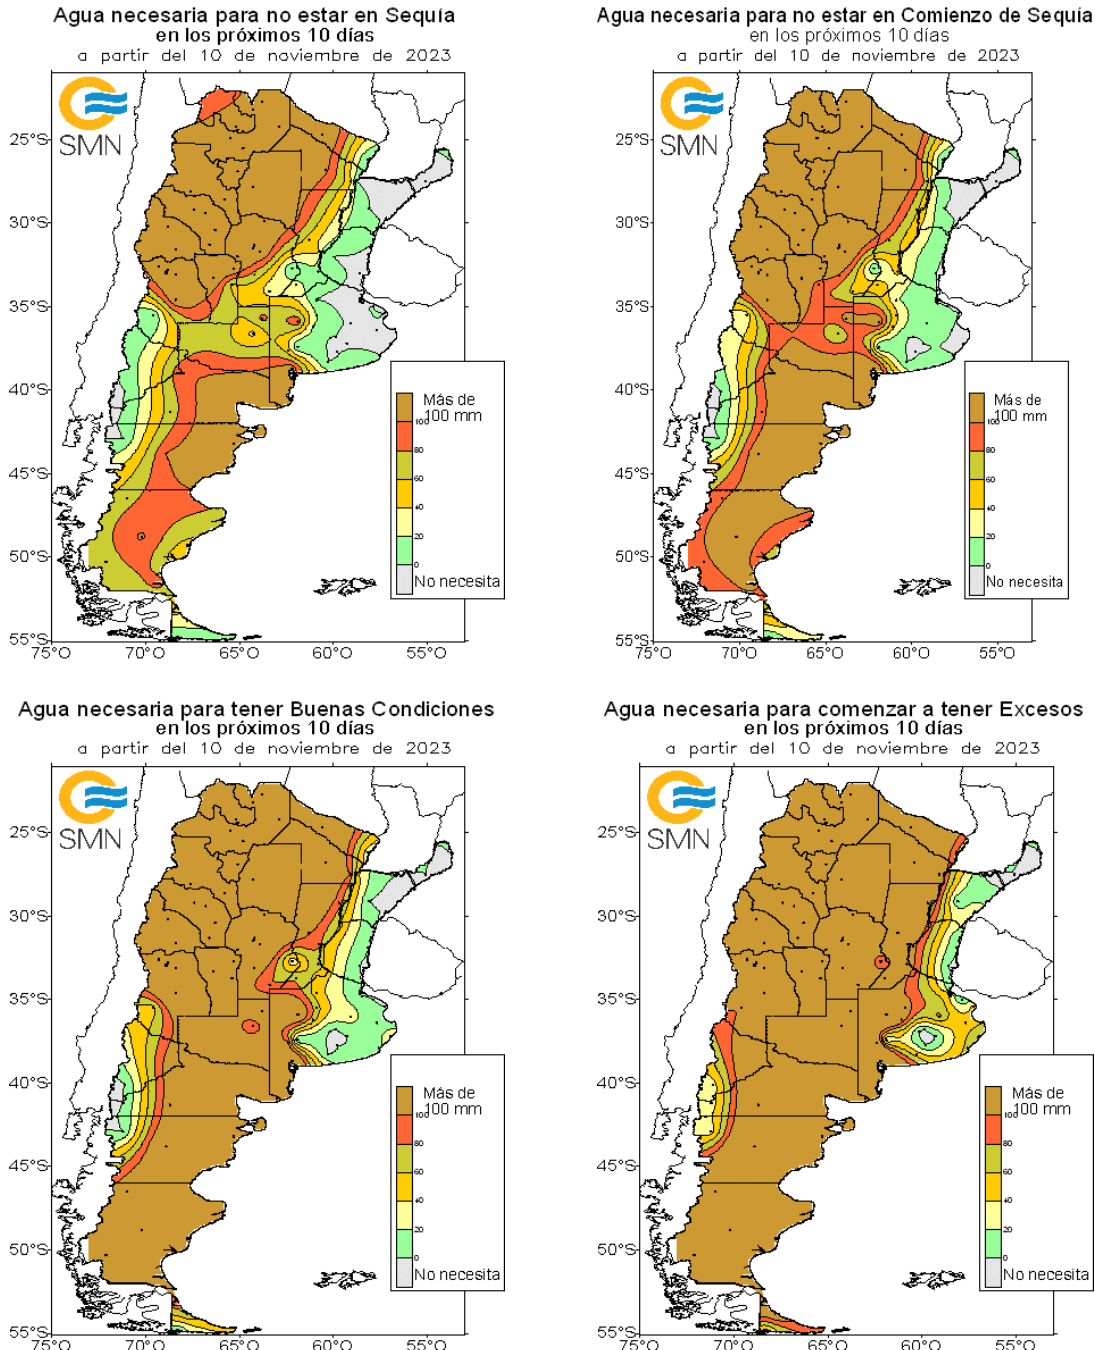 Agua necesaria para no estar en Sequía
en los próximos 10 días
a partir del 10 de noviembre de 2023
SMN
25°S
30°S
35°S
40°S
45°S
50°S
55°S
75°O
70°O
65°O
60°O
55°O
Más de
100 mm
100
80
60
40
20
0
No necesita
Agua necesaria para no estar en Comienzo de Sequía
en los próximos 10 días
a partir del 10 de noviembre de 2023
SMN
25°S
30°S
35°S
40°S
45°S
50°S
55°S
75°O
70°O
65°O
60°O
55°O
Más de
100 mm
100
80
60
40
20
0
No necesita
Agua necesaria para tener Buenas Condiciones
en los próximos 10 días
a partir del 10 de noviembre de 2023
SMN
25°S
30°S
35°S
40°S
45°S
50°S
55°S
75°O
70°O
65°O
60°O
55°O
Más de
100 mm
100
80
60
40
20
0
No necesita
Agua necesaria para comenzar a tener Excesos
en los próximos 10 días
a partir del 10 de noviembre de 2023
SMN
25°S
30°S
35°S
40°S
45°S
50°S
55°S
75°O
70°O
65°O
60°O
55°O
Más de
100 mm
100
80
60
40
20
0
No necesita